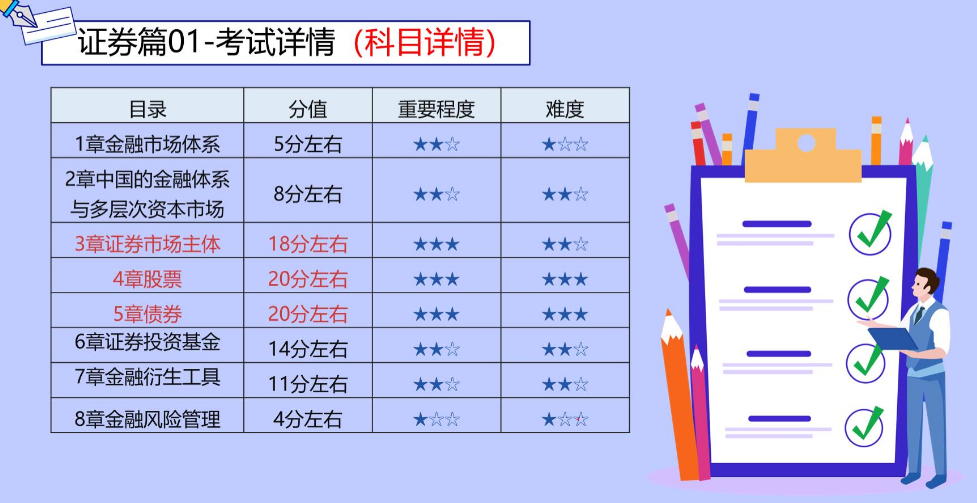 证券篇01-考试详情（科目详情）
目录 分值 重要程度 难度
1章金融市场体系 5分左右 ★★☆ ★☆☆
2章中国的金融体系
与多层次资本市场 8分左右 ★★☆ ★★☆
3章证券市场主体 18分左右 ★★★ ★★☆
4章股票 20分左右 ★★★ ★★★
5章债券 20分左右 ★★★ ★★★
6章证券投资基金 14分左右 ★★☆ ★★☆
7章金融衍生工具 11分左右 ★★☆ ★★☆
8章金融风险管理 4分左右 ★☆☆ ★☆☆